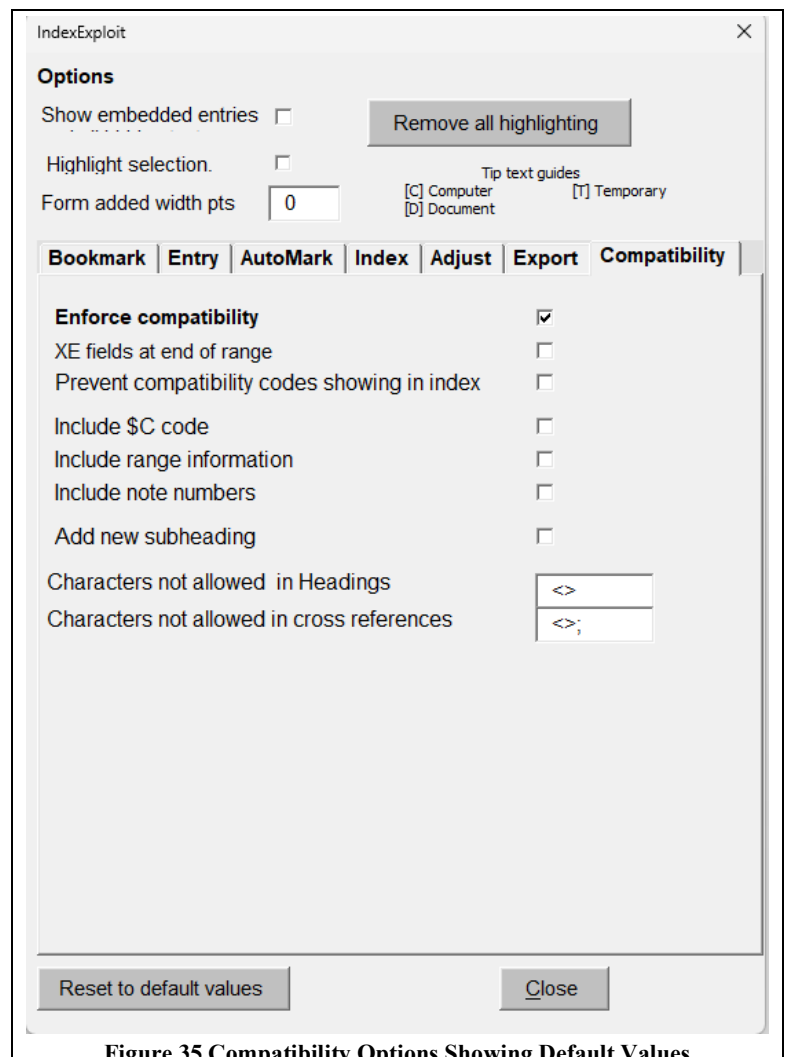 IndexExploit
Options
Show embedded entries
Remove all highlighting
Highlight selection.
Tip text guides
[C] Computer [T] Temporary
Form added width pts 0
[D] Document
Bookmark Entry AutoMark Index Adjust Export Compatibility
Enforce compatibility
XE fields at end of range
Prevent compatibility codes showing in index
Include $C code
Include range information
Include note numbers
Add new subheading
Characters not allowed in Headings <>
Characters not allowed in cross references <>;
Reset to default values Close
Figure 35 Compatibility Options Showing Default Values